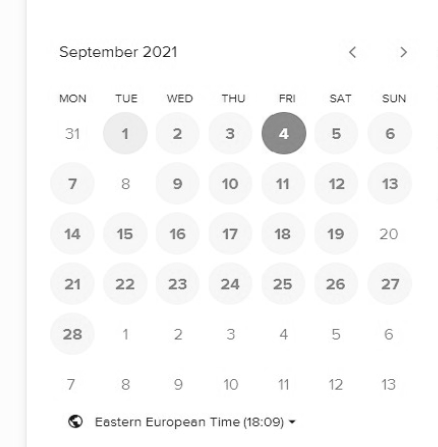 September 2021 < >
MON TUE WED THU FRI SAT SUN
31 1 2 3 4 5 6
7 8 9 10 11 12 13
14 15 16 17 18 19 20
21 22 23 24 25 26 27
28 1 2 3 4 5 6
7 8 9 10 11 12 13
Eastern European Time (18:09)